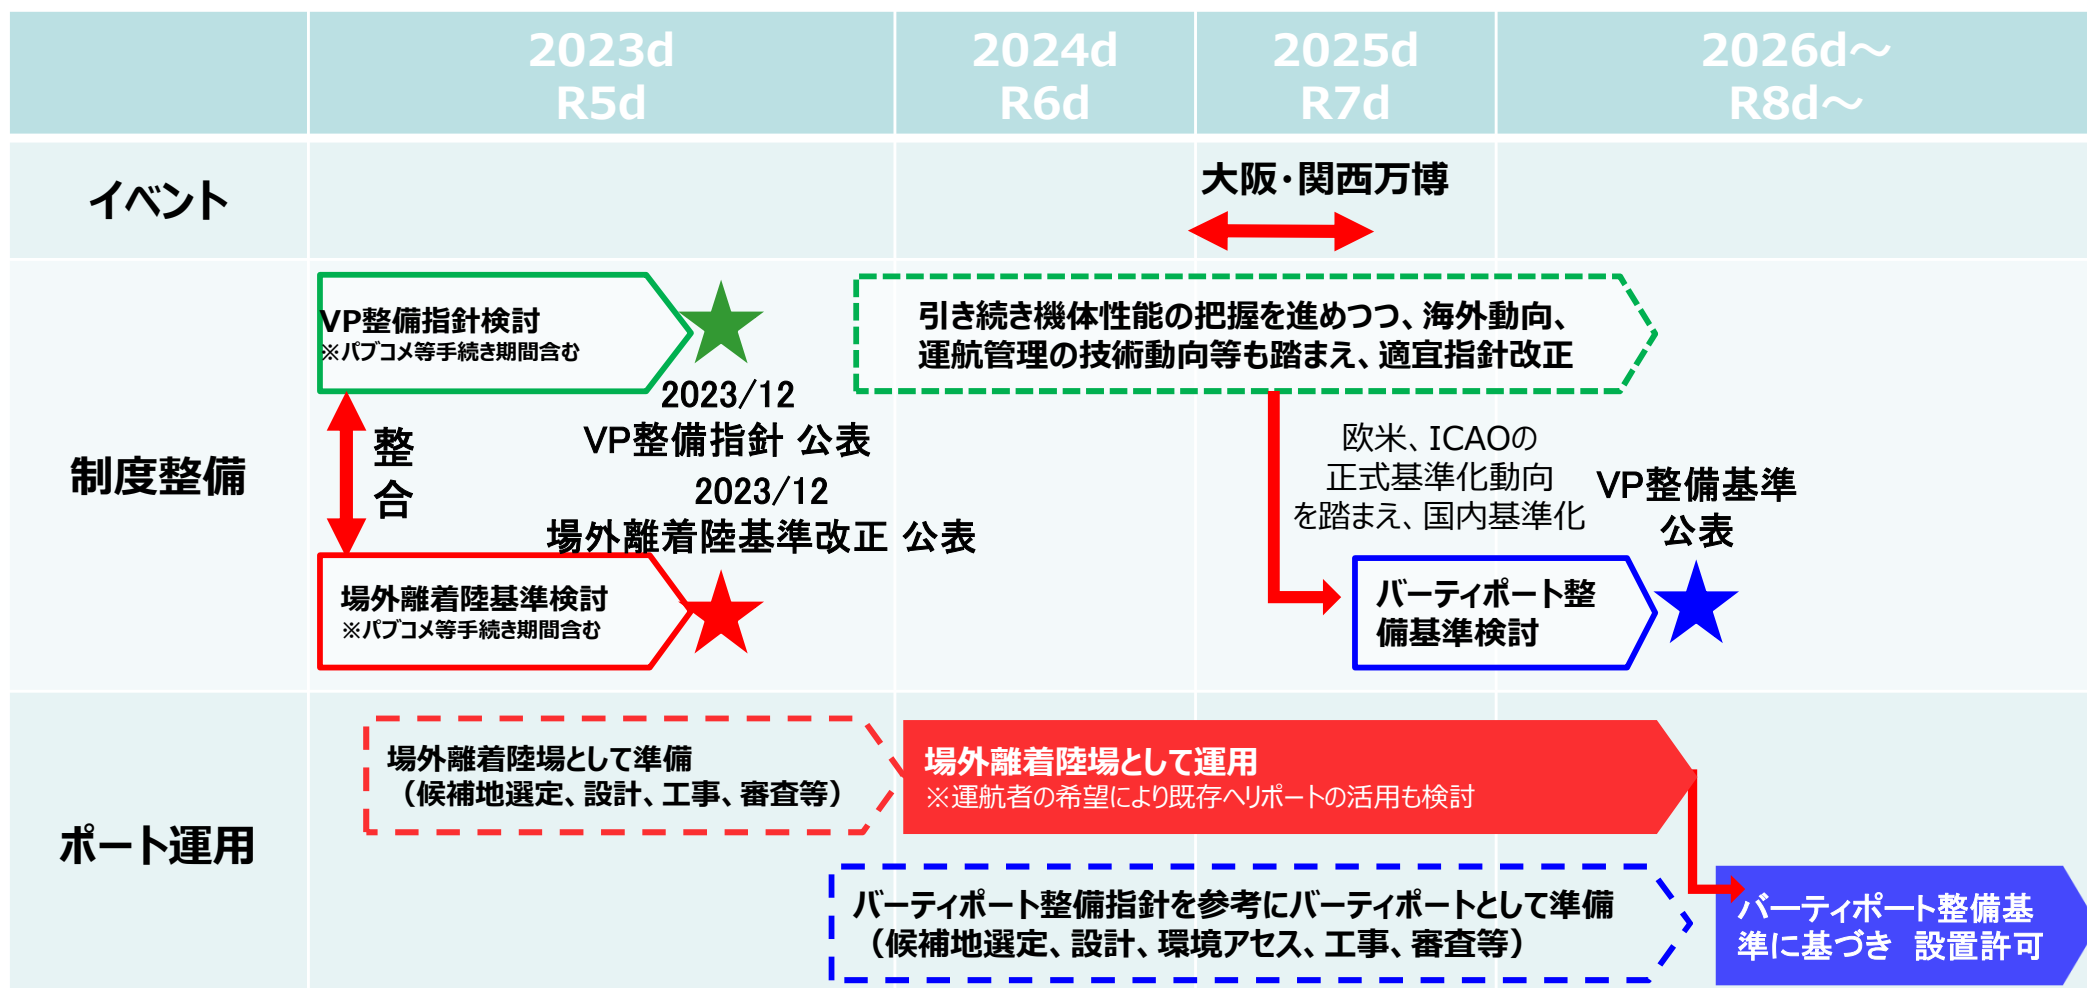 2023d
R5d
2024d
R6d
2025d
R7d
2026d～
R8d～
イベント
大阪・関西万博
制度整備
VP整備指針検討
※パブコメ等手続き期間含む
引き続き機体性能の把握を進めつつ、海外動向、
運航管理の技術動向等も踏まえ、適宜指針改正
整
合
2023/12
VP整備指針 公表
2023/12
場外離着陸基準改正 公表
欧米、ICAOの
正式基準化動向
を踏まえ、国内基準化
VP整備基準
公表
場外離着陸基準検討
※パブコメ等手続き期間含む
バーティポート整
備基準検討
ポート運用
場外離着陸場として準備
（候補地選定、設計、工事、審査等）
場外離着陸場として運用
※運航者の希望により既存ヘリポートの活用も検討
バーティポート整備指針を参考にバーティポートとして準備
（候補地選定、設計、環境アセス、工事、審査等）
バーティポート整備基
準に基づき 設置許可